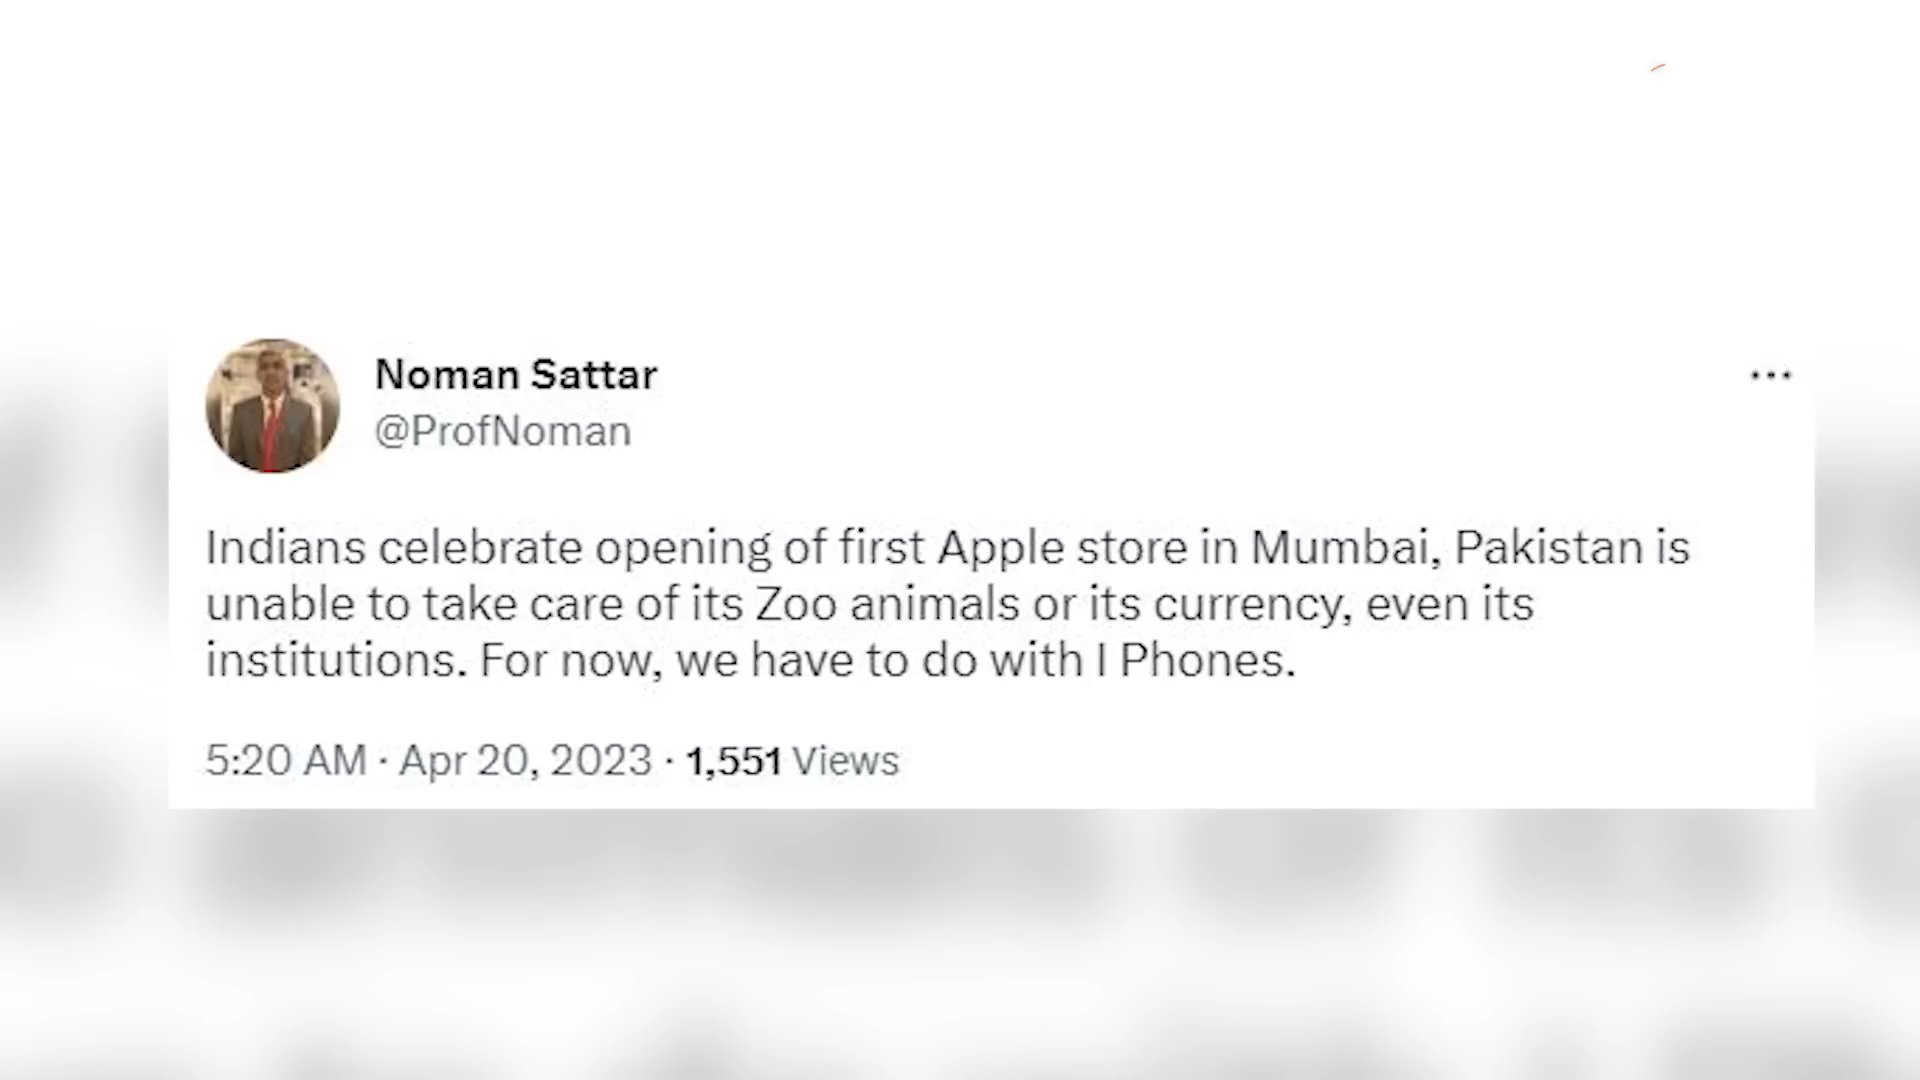 Noman Sattar
@ProfNoman
Indians celebrate opening of first Apple store in Mumbai, Pakistan is
unable to take care of its Zoo animals or its currency, even its
institutions. For now, we have to do with I Phones.
5:20 AM · Apr 20, 2023 · 1,551 Views